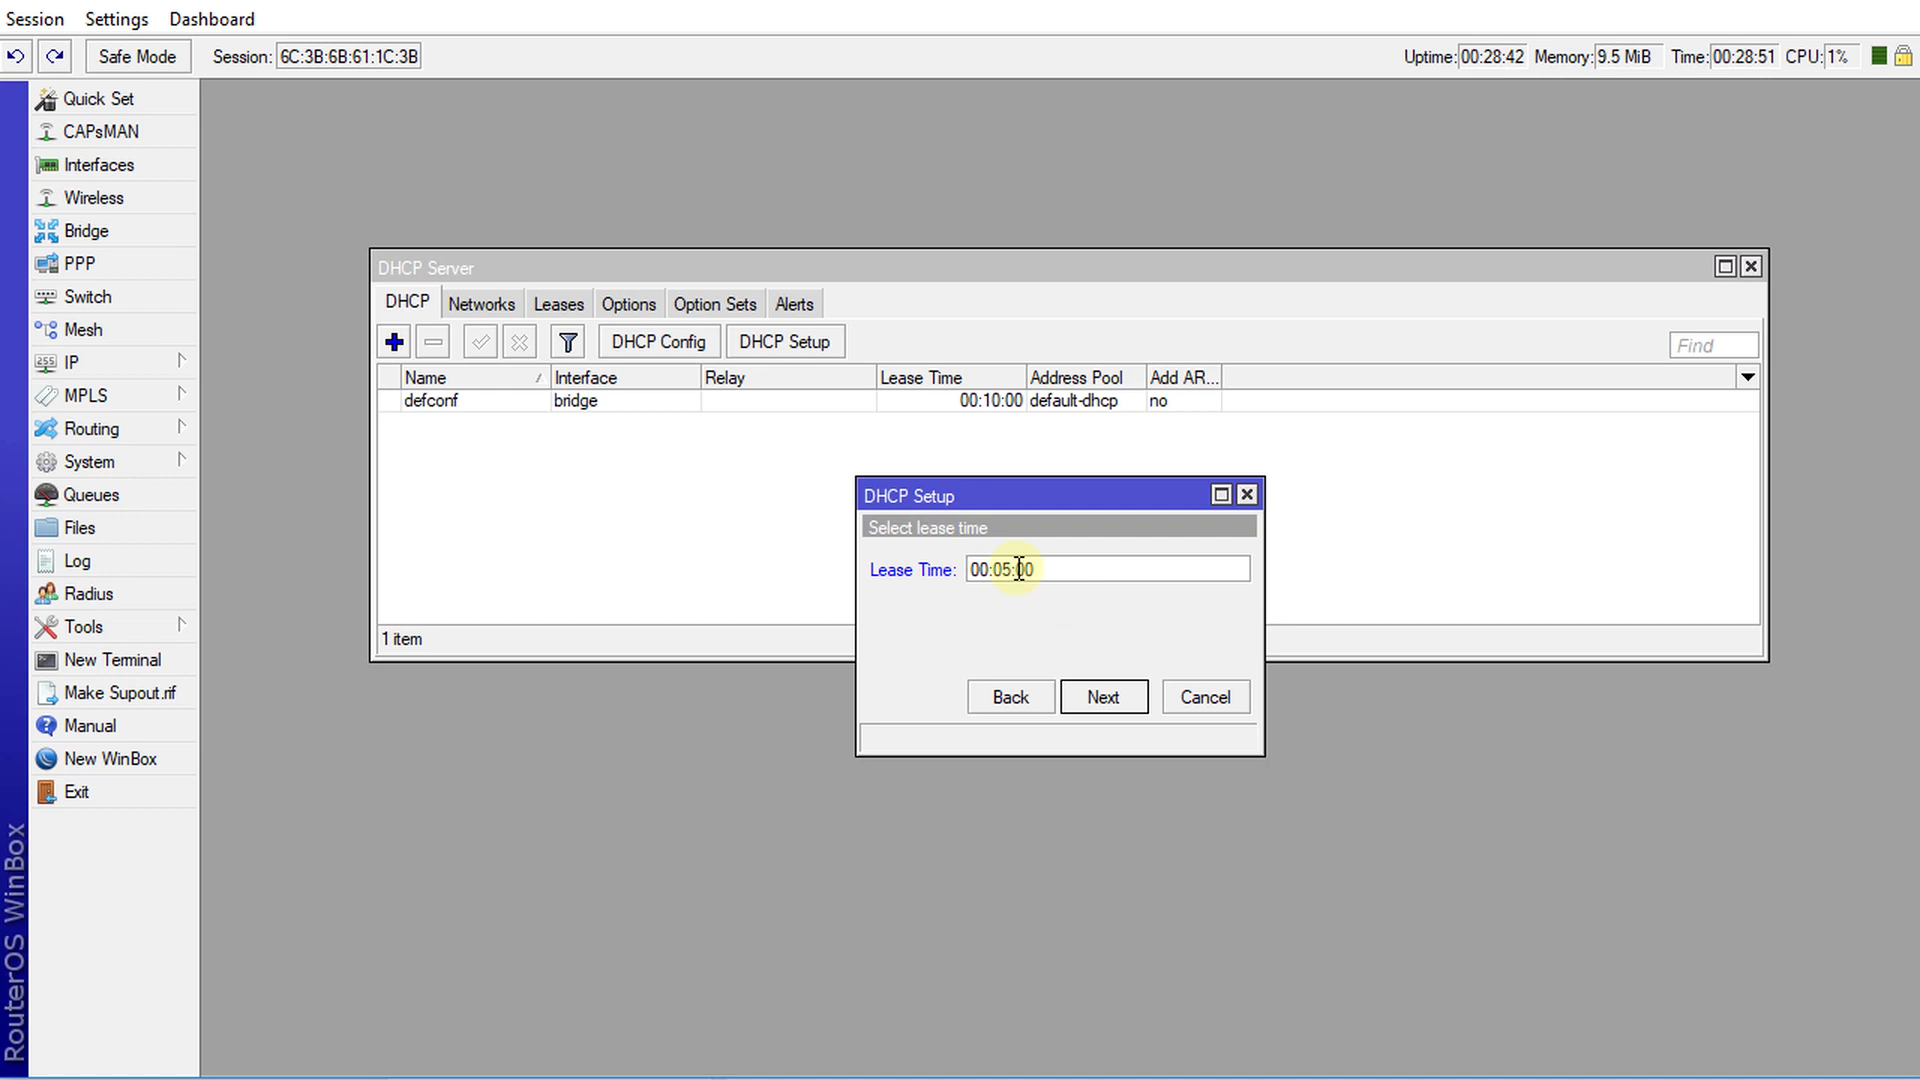 Session Settings Dashboard
Safe Mode Session: 6C:3B:6B:61:1C:3B Uptime: 00:28:42 Memory: 9.5 MiB Time: 00:28:51 CPU: 1%
Quick Set
CAPsMAN
Interfaces
Wireless
Bridge
PPP
Switch
Mesh
255 IP
MPLS
Routing
System
Queues
Files
Log
Radius
Tools
New Terminal
Make Supout.rif
Manual
New WinBox
Exit
RouterOS WinBox
DHCP Server
DHCP Networks Leases Options Option Sets Alerts
DHCP Config DHCP Setup Find
Name Interface Relay Lease Time Address Pool Add AR...
defconf bridge 00:10:00 default-dhcp no
1 item
DHCP Setup
Select lease time
Lease Time: 00:05:00
Back Next Cancel